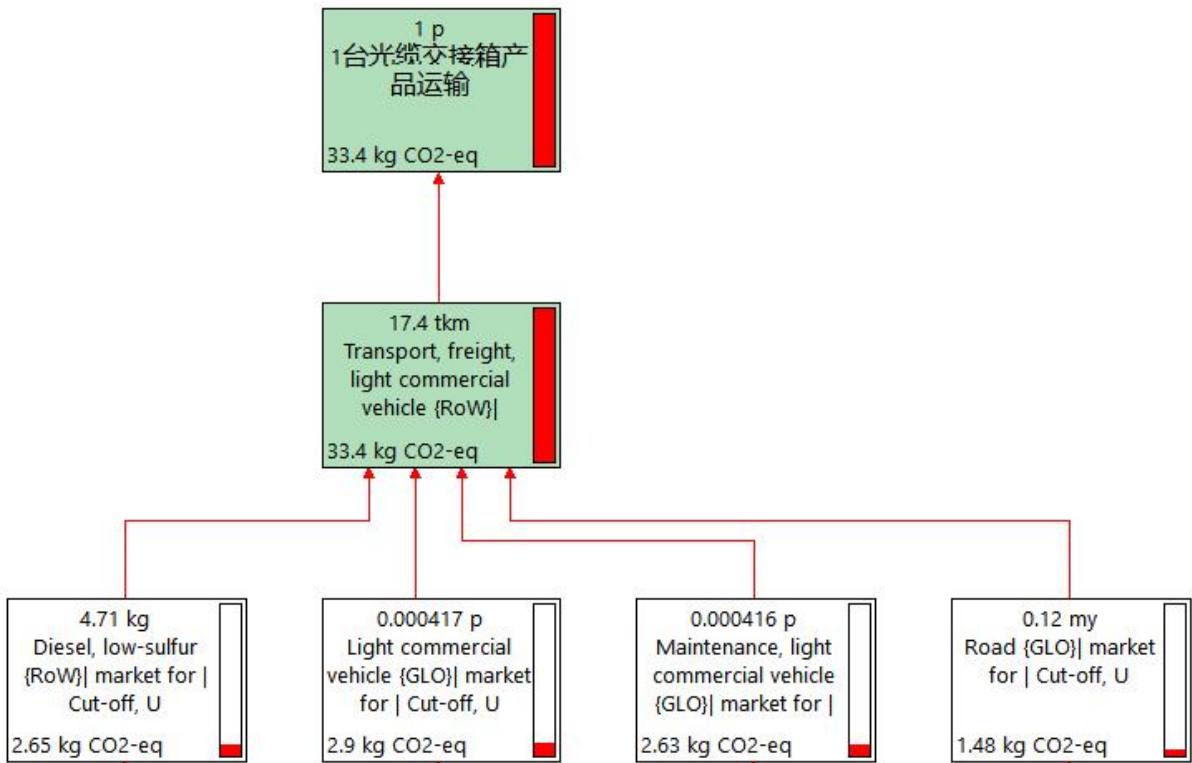 1 p
1台光缆交接箱产
品运输
33.4 kg CO2-eq
17.4 tkm
Transport, freight,
light commercial
vehicle {RoW}|
33.4 kg CO2-eq
4.71 kg
Diesel, low-sulfur
{RoW}| market for |
Cut-off, U
2.65 kg CO2-eq
0.000417 p
Light commercial
vehicle {GLO}| market
for | Cut-off, U
2.9 kg CO2-eq
0.000416 p
Maintenance, light
commercial vehicle
{GLO}| market for |
2.63 kg CO2-eq
0.12 my
Road {GLO}| market
for | Cut-off, U
1.48 kg CO2-eq